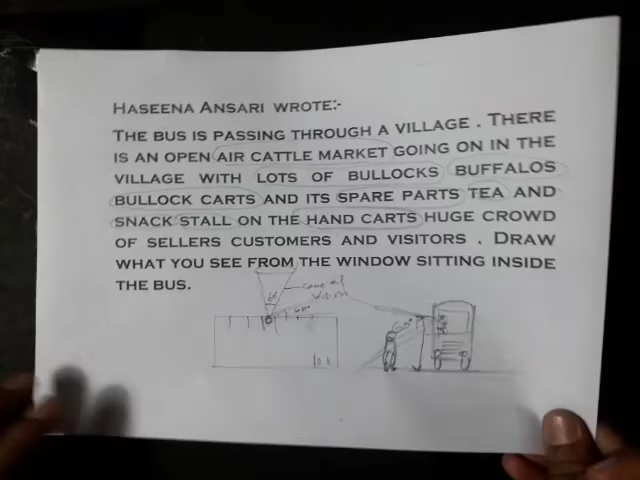 HASEENA ANSARI WROTE:-
THE BUS IS PASSING THROUGH A VILLAGE . THERE
IS AN OPEN AIR CATTLE MARKET GOING ON IN THE
VILLAGE WITH LOTS OF BULLOCKS BUFFALOS
BULLOCK CARTS AND ITS SPARE PARTS TEA AND
SNACK STALL ON THE HAND CARTS HUGE CROWD
OF SELLERS CUSTOMERS AND VISITORS . DRAW
WHAT YOU SEE FROM THE WINDOW SITTING INSIDE
THE BUS.
vision
60°